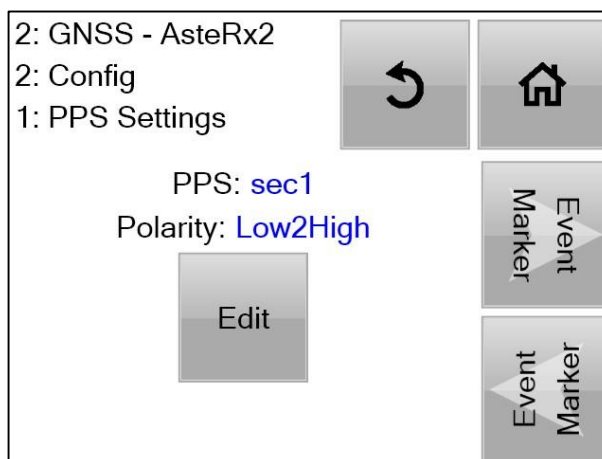 2: GNSS - AsteRx2
2: Config
1: PPS Settings
PPS: sec1
Polarity: Low2High
Edit
Event
Marker
Event
Marker